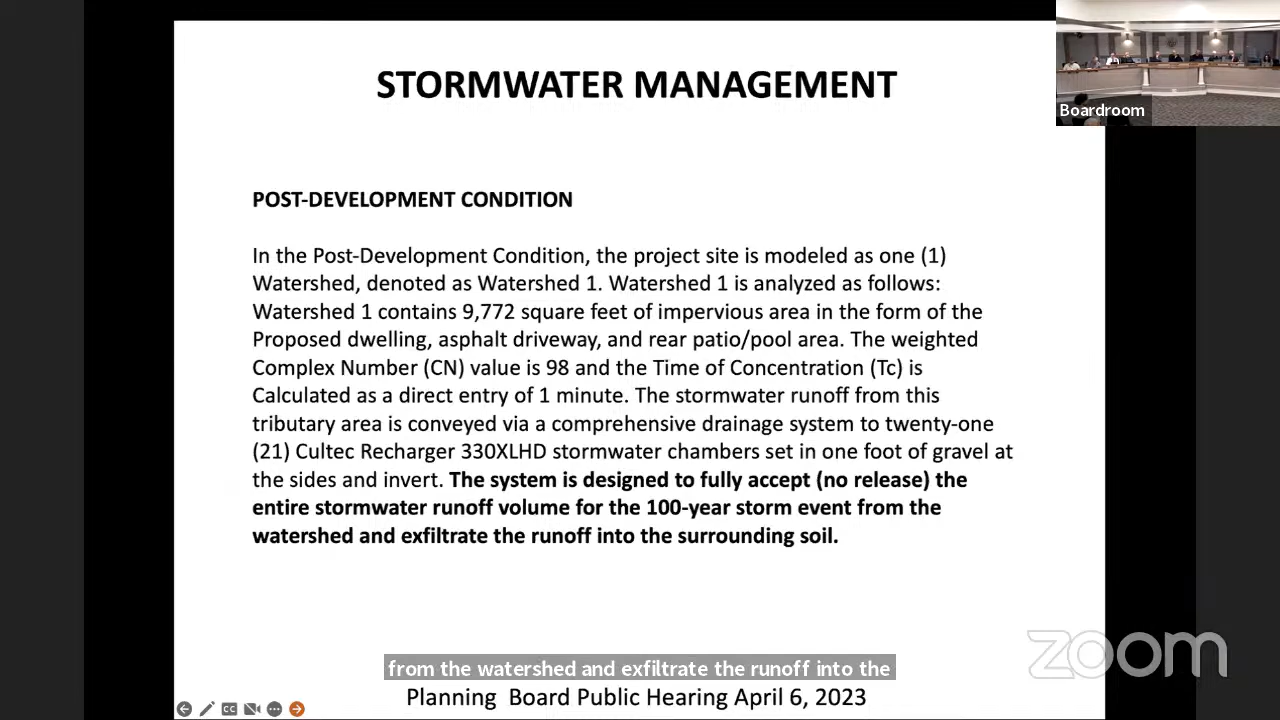 STORMWATER MANAGEMENT
Boardroom
POST-DEVELOPMENT CONDITION
In the Post-Development Condition, the project site is modeled as one (1)
Watershed, denoted as Watershed 1. Watershed 1 is analyzed as follows:
Watershed 1 contains 9,772 square feet of impervious area in the form of the
Proposed dwelling, asphalt driveway, and rear patio/pool area. The weighted
Complex Number (CN) value is 98 and the Time of Concentration (Tc) is
Calculated as a direct entry of 1 minute. The stormwater runoff from this
tributary area is conveyed via a comprehensive drainage system to twenty-one
(21) Cultec Recharger 330XLHD stormwater chambers set in one foot of gravel at
the sides and invert. The system is designed to fully accept (no release) the
entire stormwater runoff volume for the 100-year storm event from the
watershed and exfiltrate the runoff into the surrounding soil.
zoom
from the watershed and exfiltrate the runoff into the
Planning Board Public Hearing April 6, 2023
CC